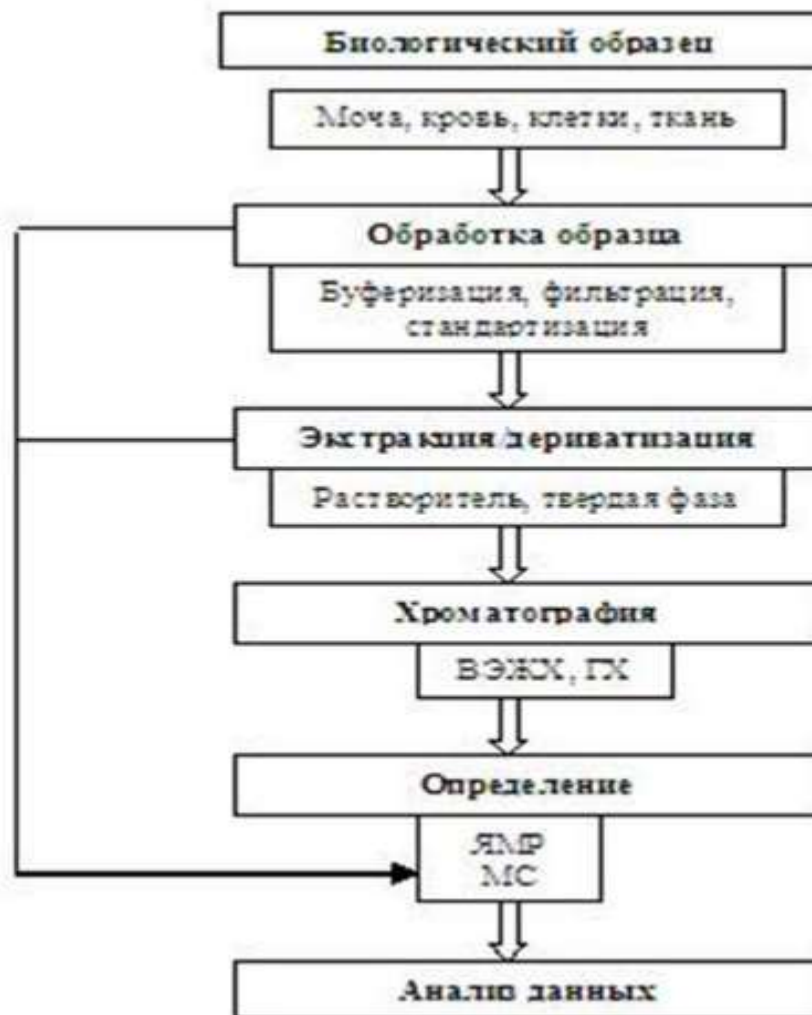 Биологический образец
Моча, кровь, клетки, ткань
Обработка образца
Буферизация, фильтрация,
стандартизация
Экстракция/дериватизация
Растворитель, твердая фаза
Хроматография
ВЭЖХ, ГХ
Определение
ЯМР
МС
Анализ данных